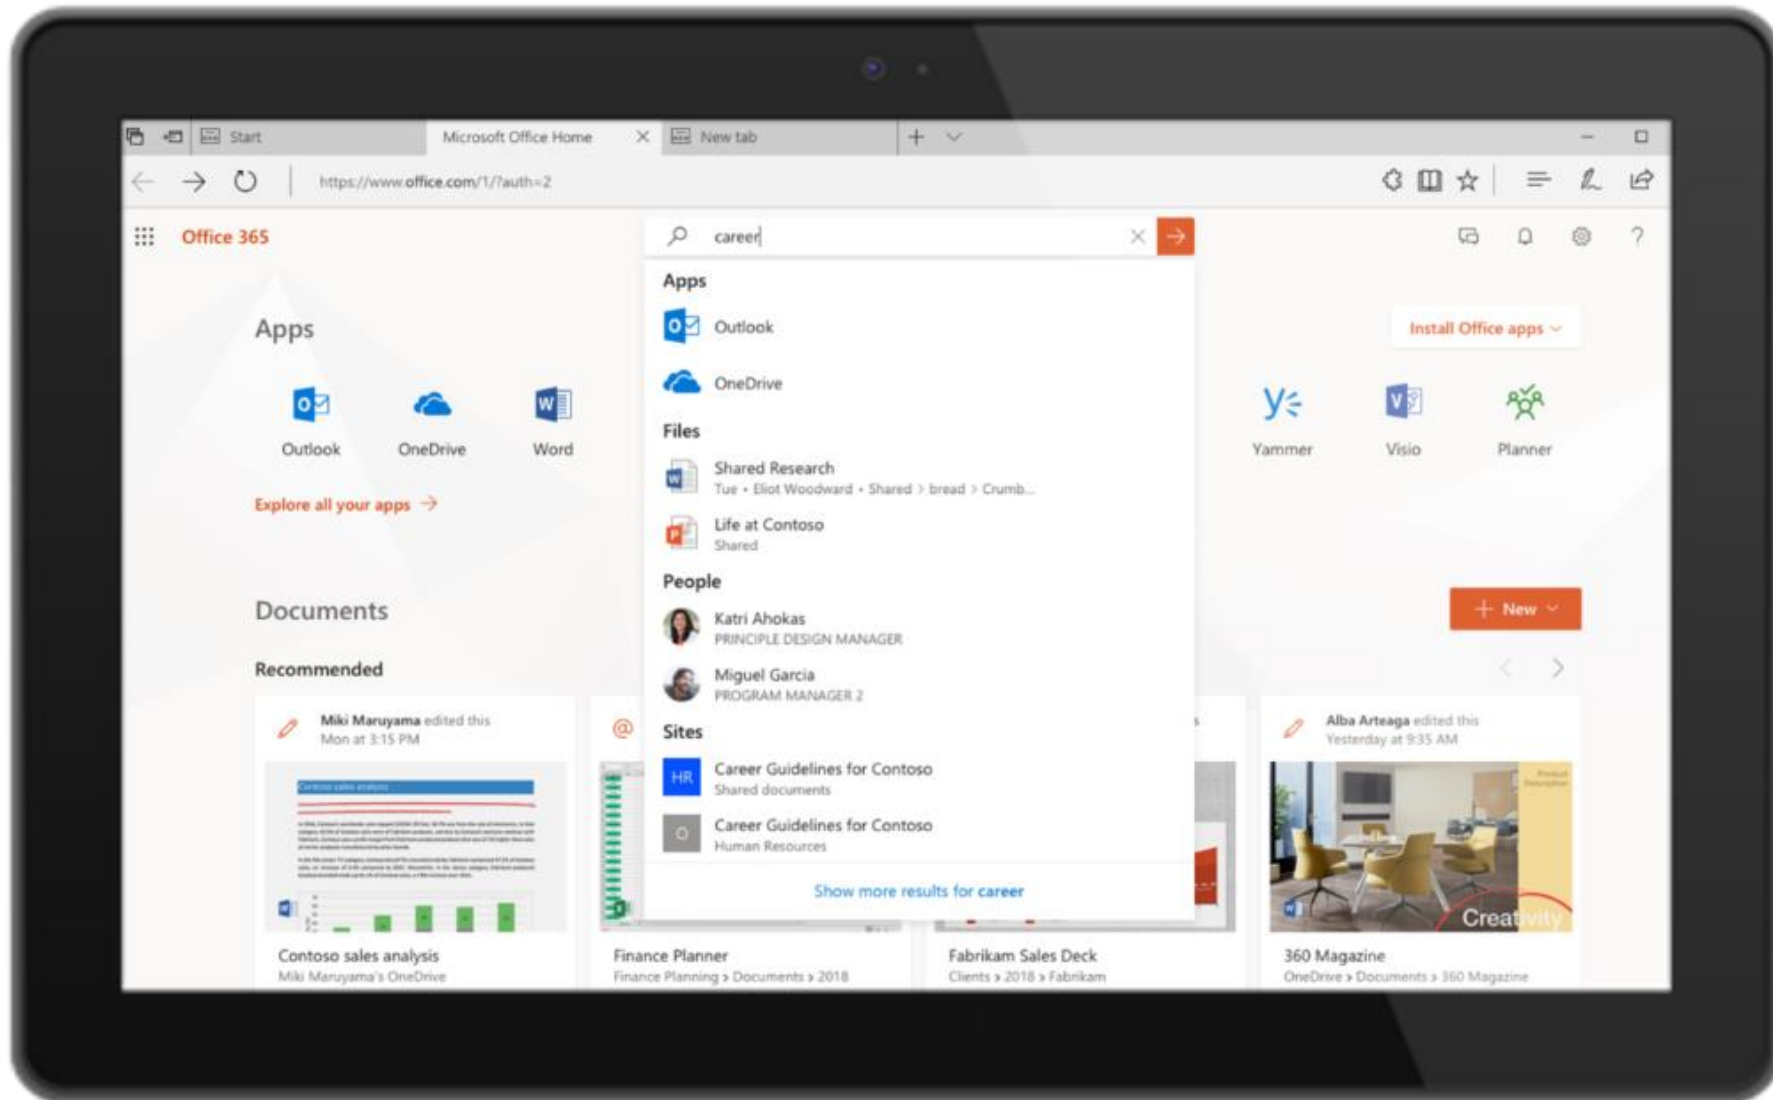 Start
Microsoft Office Home
New tab
https://www.office.com/1/?auth=2
Office 365
career
Apps
Outlook
OneDrive
Files
Shared Research
Tue • Eliot Woodward • Shared > bread > Crumb...
Life at Contoso
Shared
People
Katri Ahokas
PRINCIPLE DESIGN MANAGER
Miguel Garcia
PROGRAM MANAGER 2
Sites
HR
Career Guidelines for Contoso
Shared documents
O
Career Guidelines for Contoso
Human Resources
Show more results for career
Apps
Install Office apps
Outlook
OneDrive
Word
Yammer
Visio
Planner
Explore all your apps →
Documents
+ New
Recommended
Miki Maruyama edited this
Mon at 3:15 PM
Contoso sales analysis
Contoso sales analysis
Miki Maruyama's OneDrive
Finance Planner
Finance Planning > Documents > 2018
Fabrikam Sales Deck
Clients > 2018 > Fabrikam
Alba Arteaga edited this
Yesterday at 9:35 AM
Product
Description
Creativity
360 Magazine
OneDrive > Documents > 360 Magazine